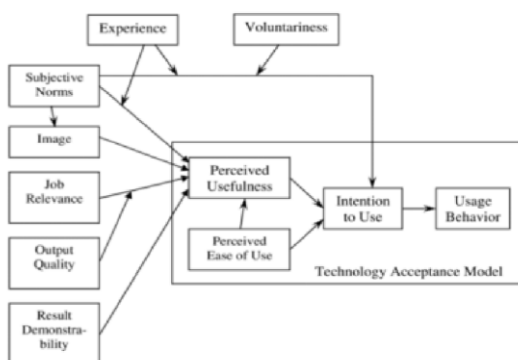 Experience
Voluntariness
Subjective
Norms
Image
Job
Relevance
Output
Quality
Result
Demonstra-
bility
Perceived
Usefulness
Perceived
Ease of Use
Intention
to Use
Usage
Behavior
Technology Acceptance Model